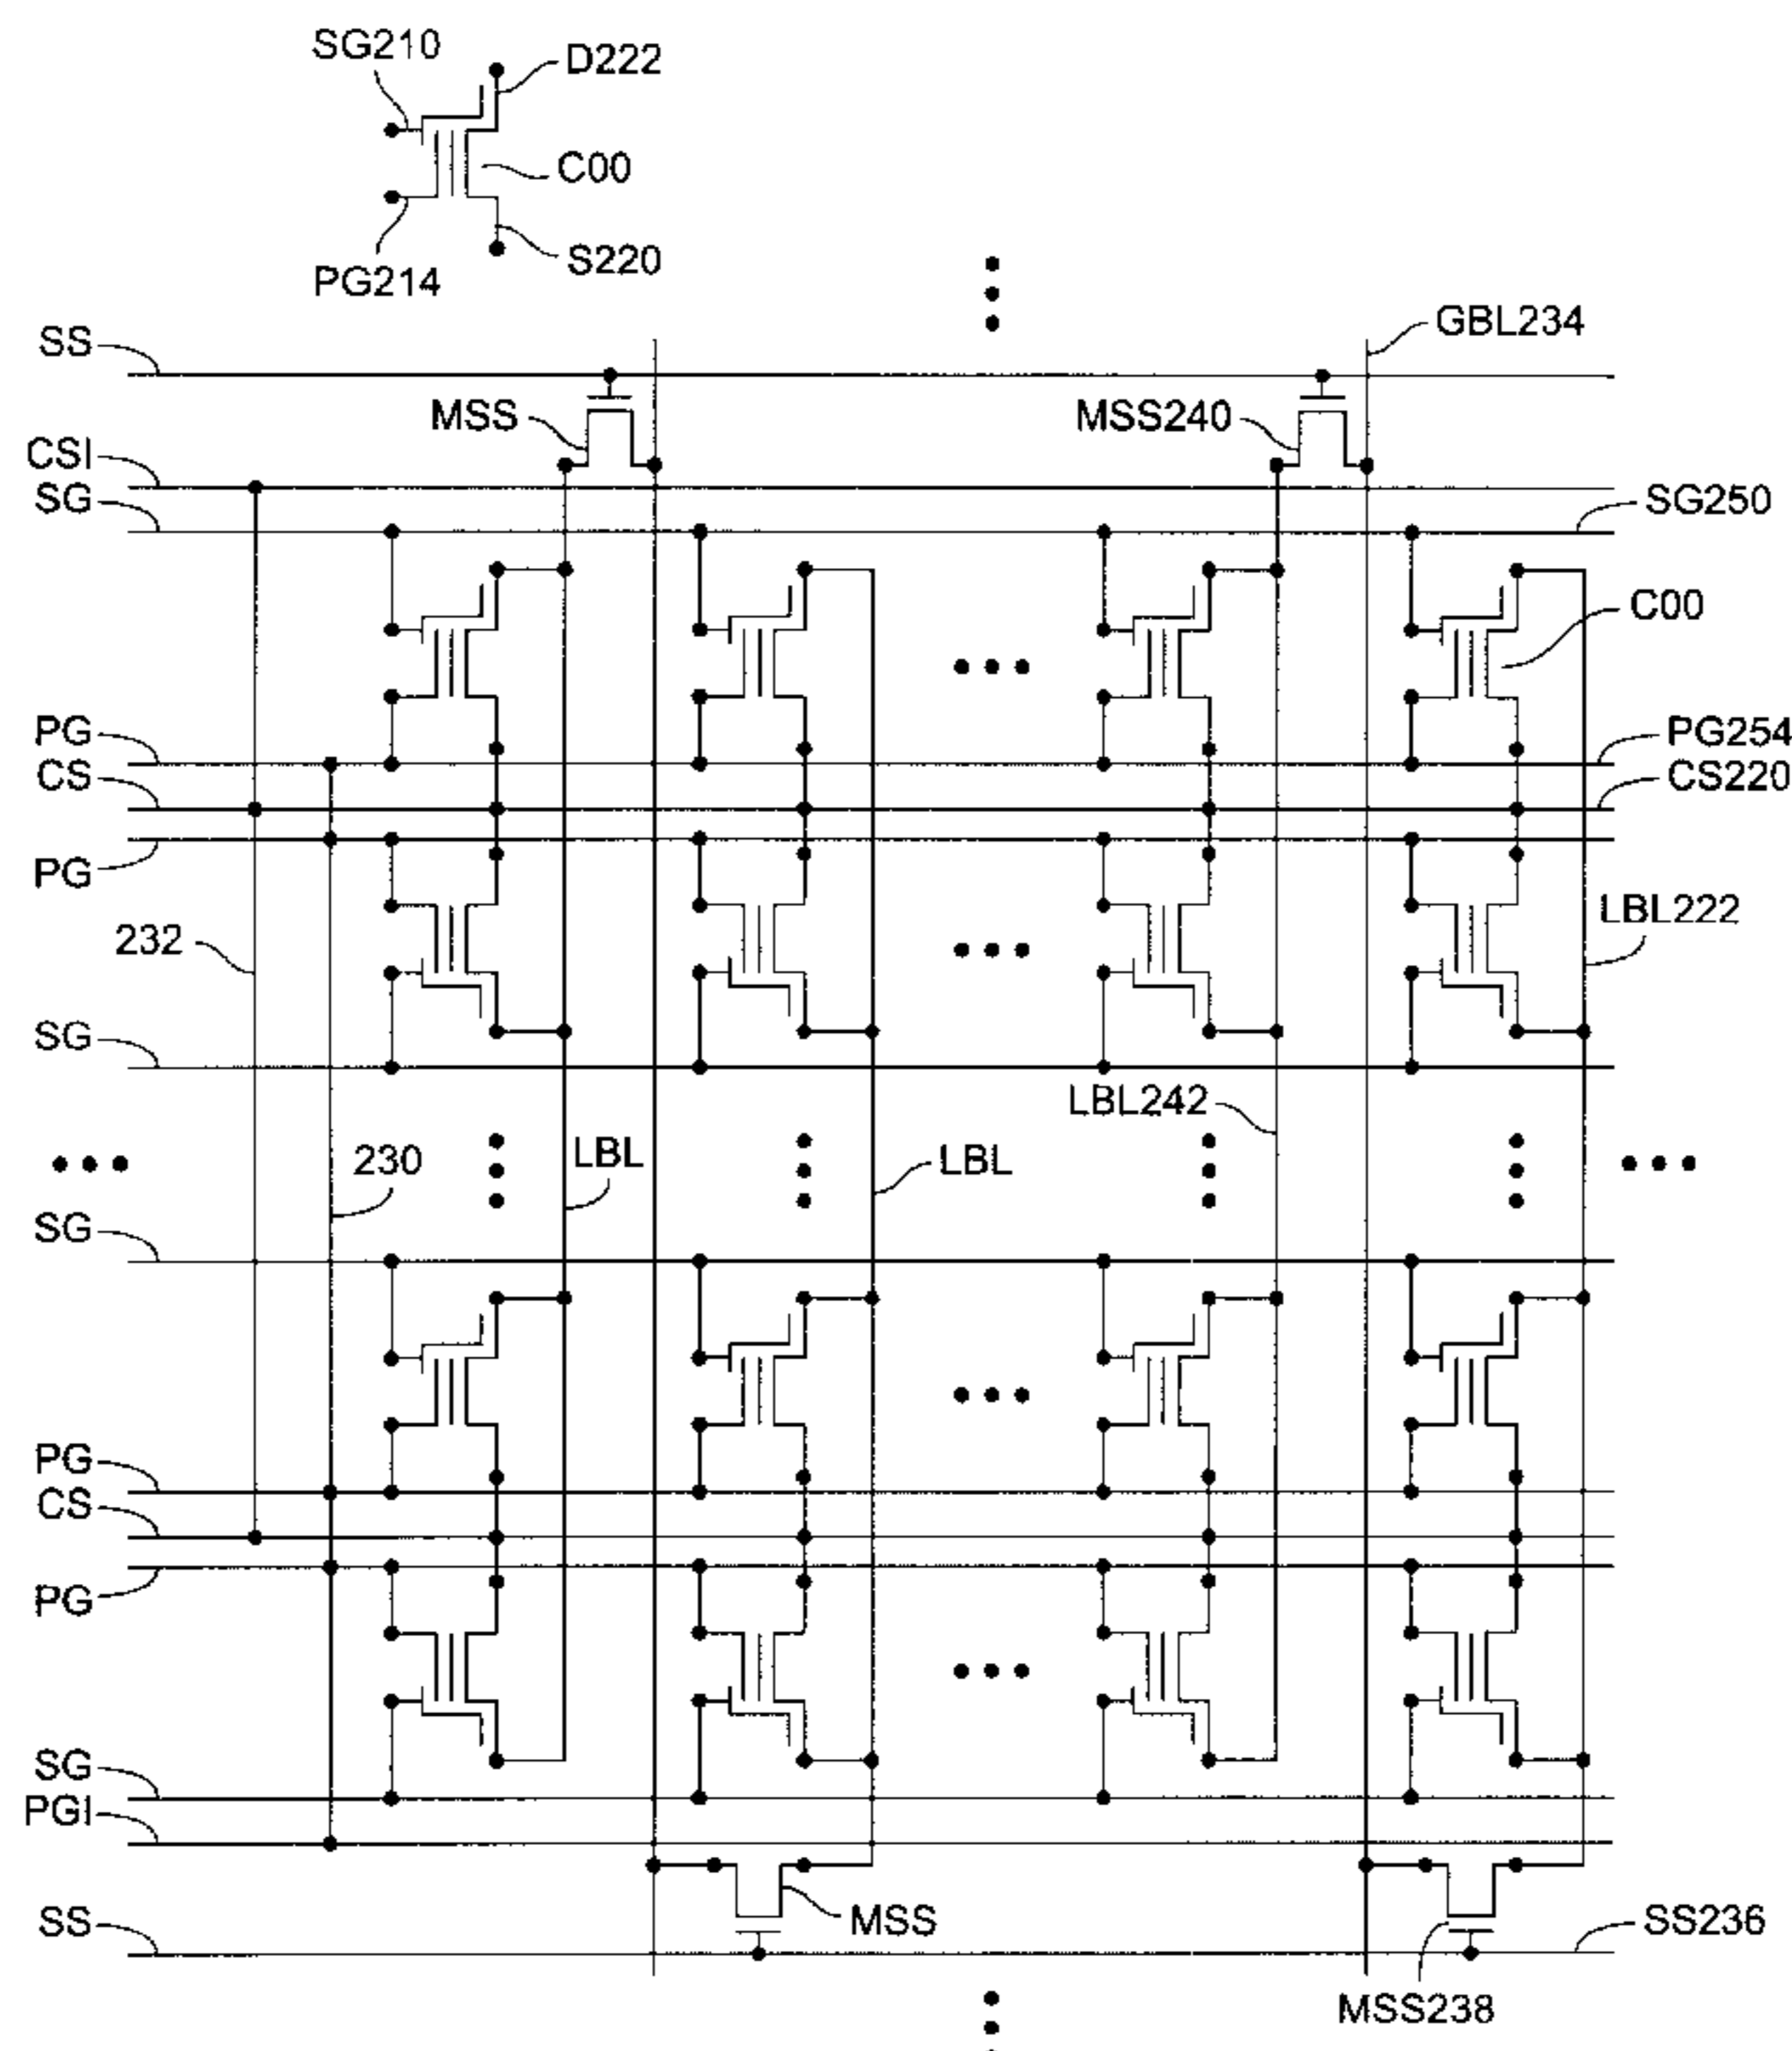 SG210
D222
C00
S220
PG214
GBL234
SS
MSS
MSS240
CSI
SG
SG250
C00
PG
PG254
CS
CS220
PG
LBL222
232
SG
LBL242
230
LBL
LBL
SG
PG
CS
PG
SG
PGI
MSS
SS
SS236
MSS238